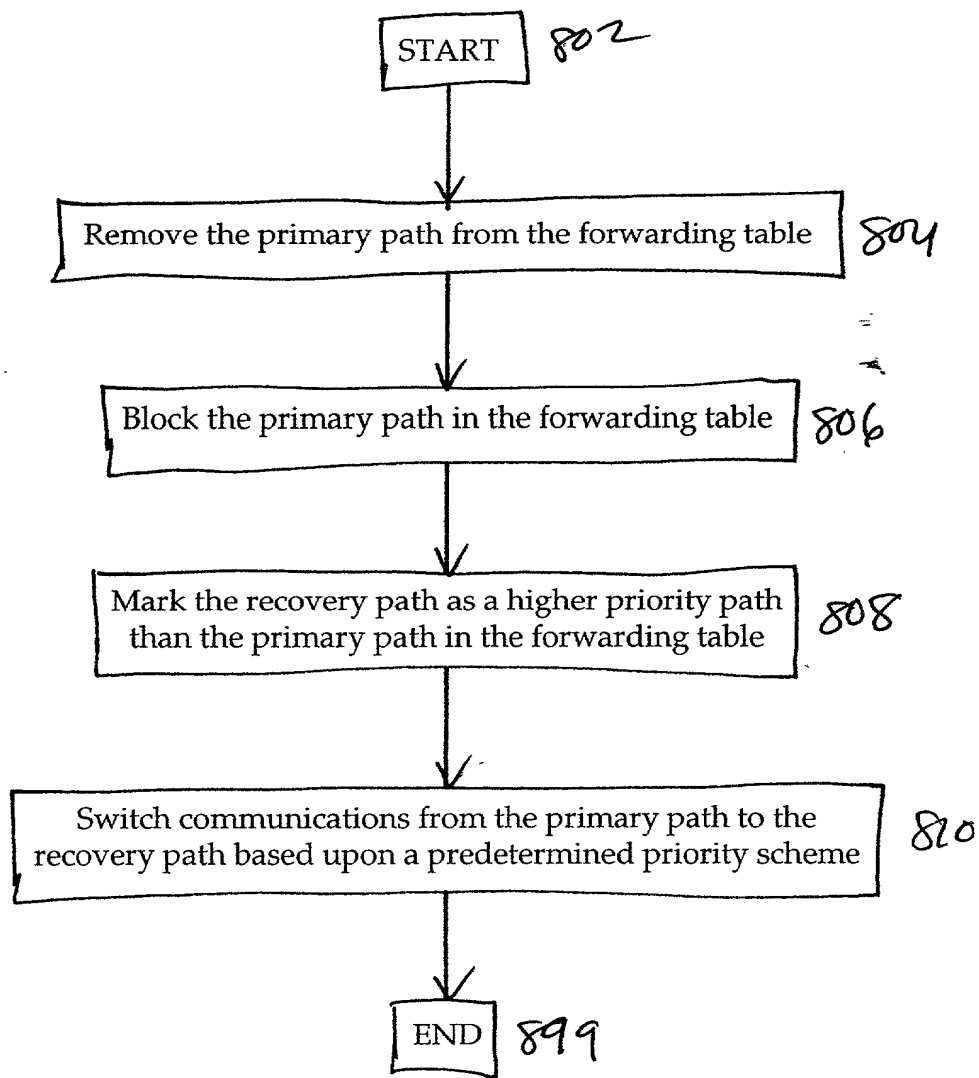 START 802
Remove the primary path from the forwarding table 804
Block the primary path in the forwarding table 806
Mark the recovery path as a higher priority path
than the primary path in the forwarding table 808
Switch communications from the primary path to the
recovery path based upon a predetermined priority scheme 810
END 899